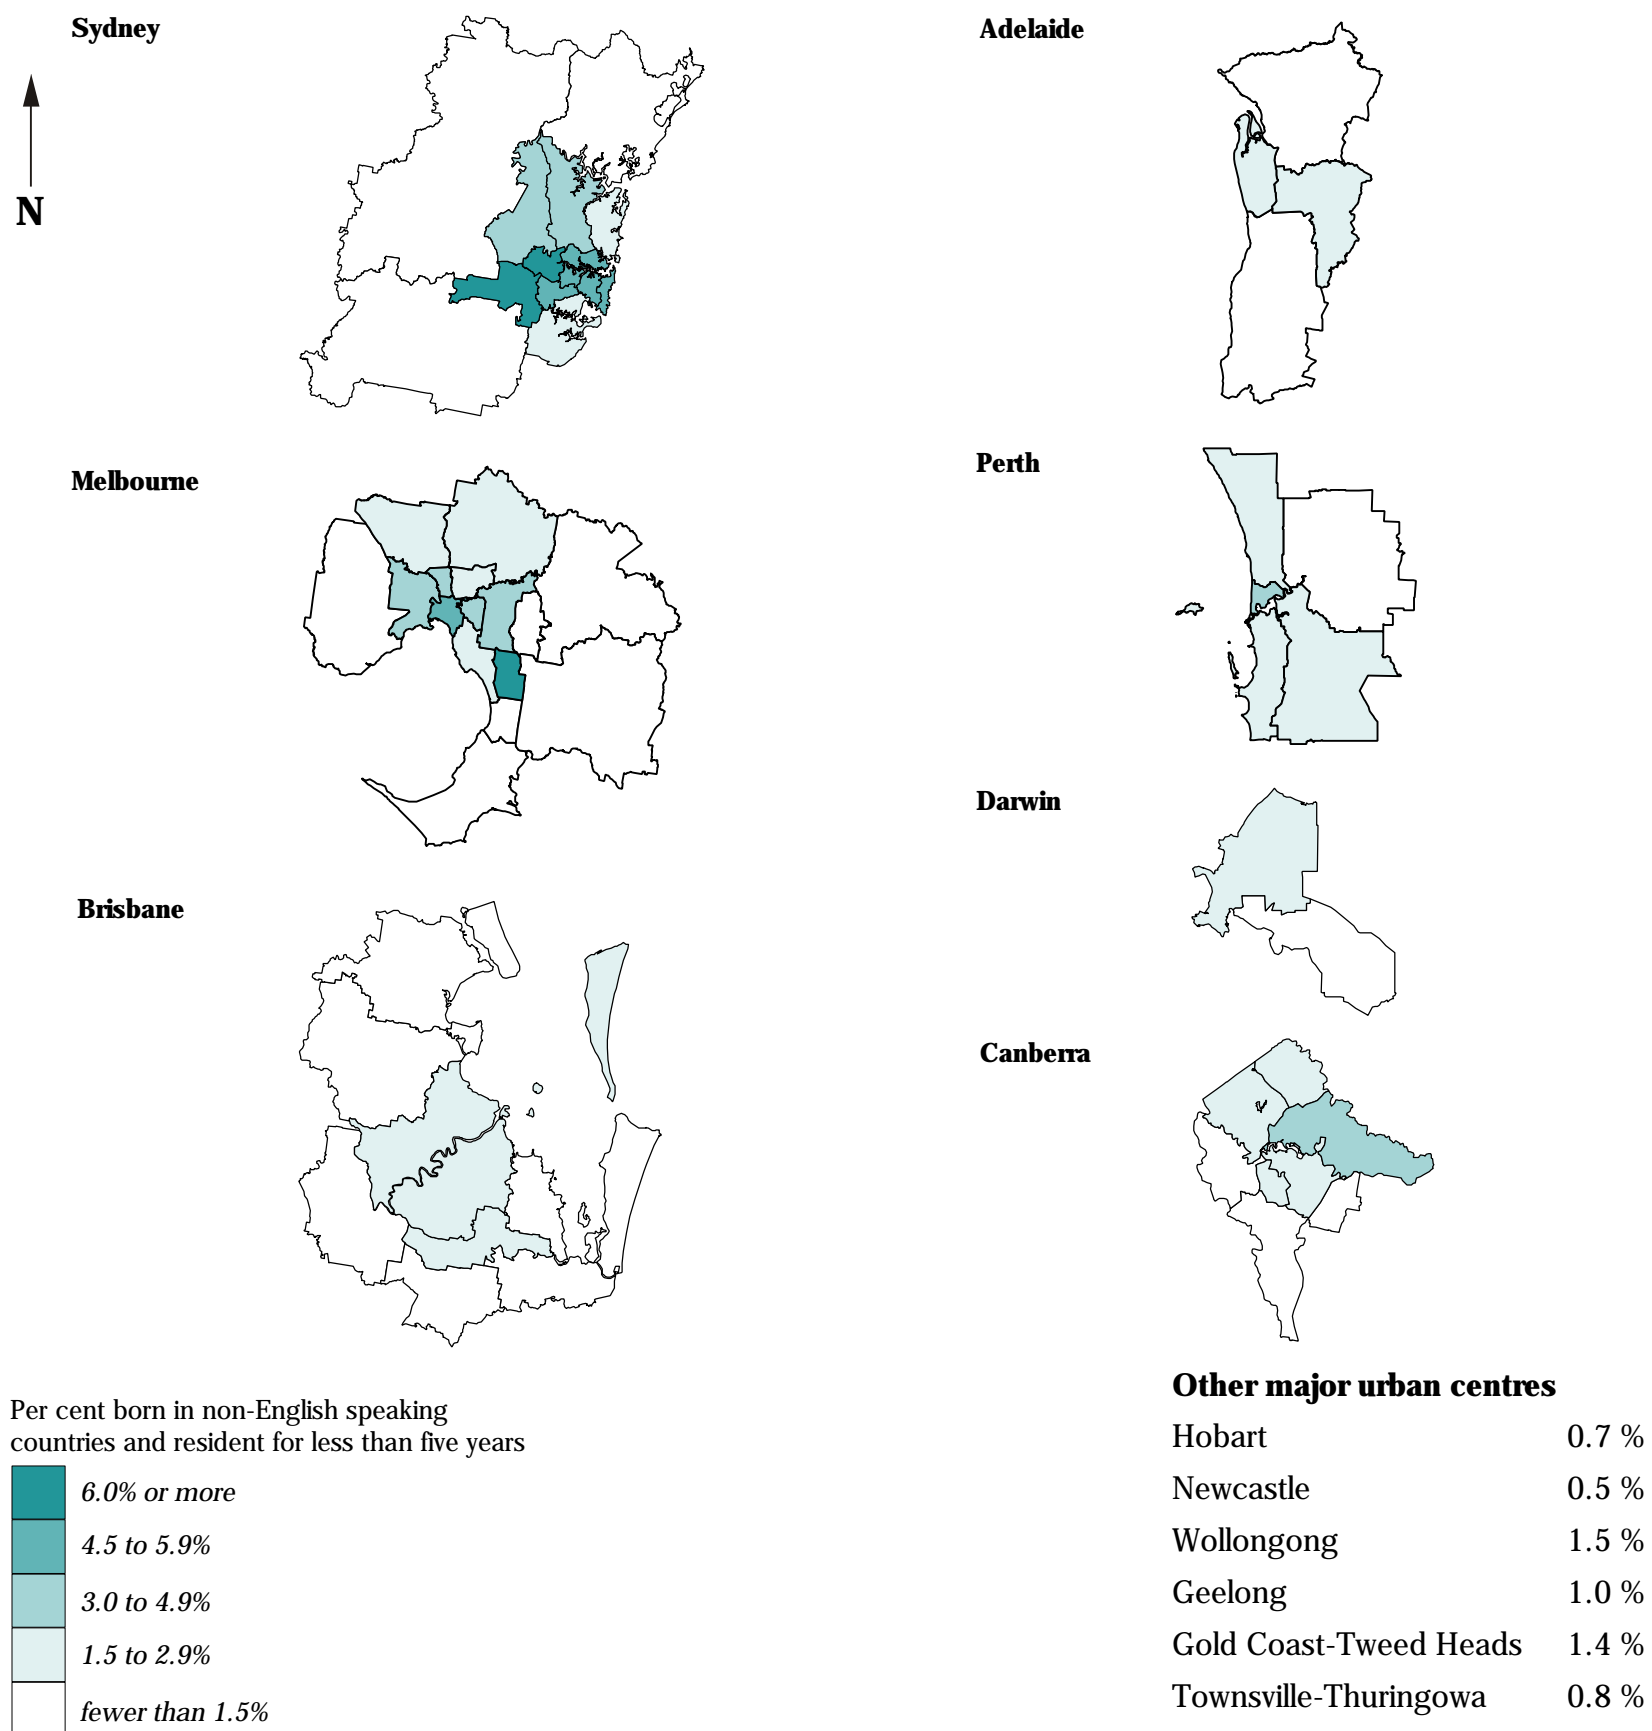 Sydney
N
Melbourne
Brisbane
Adelaide
Perth
Darwin
Canberra
Per cent born in non-English speaking
countries and resident for less than five years
6.0% or more
4.5 to 5.9%
3.0 to 4.9%
1.5 to 2.9%
fewer than 1.5%
Other major urban centres
Hobart 0.7 %
Newcastle 0.5 %
Wollongong 1.5 %
Geelong 1.0 %
Gold Coast-Tweed Heads 1.4 %
Townsville-Thuringowa 0.8 %